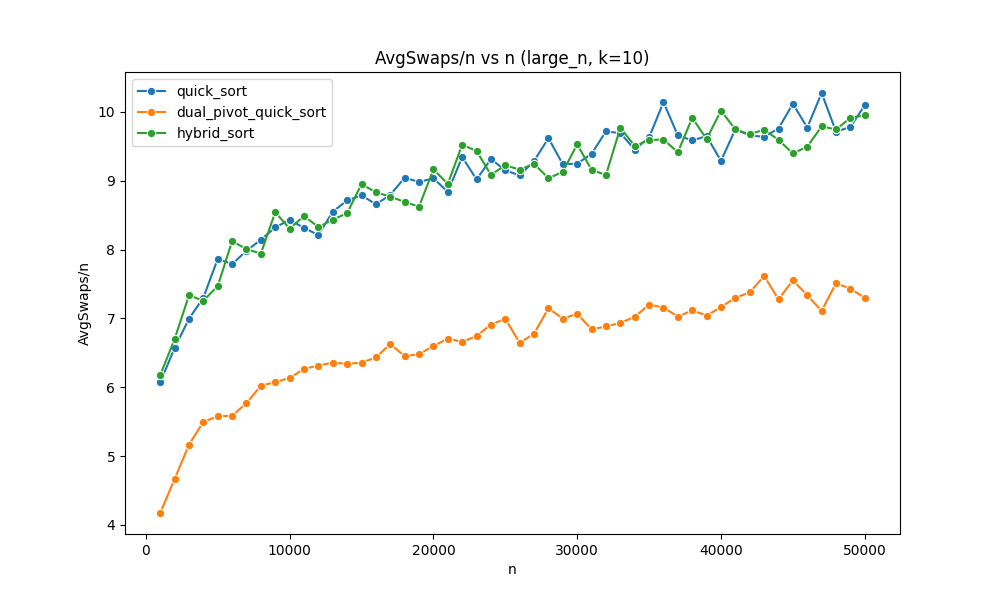 AvgSwaps/n vs n (large_n, k=10)
quick_sort
dual_pivot_quick_sort
hybrid_sort
AvgSwaps/n
10
9
8
7
6
5
4
0 10000 20000 30000 40000 50000
n